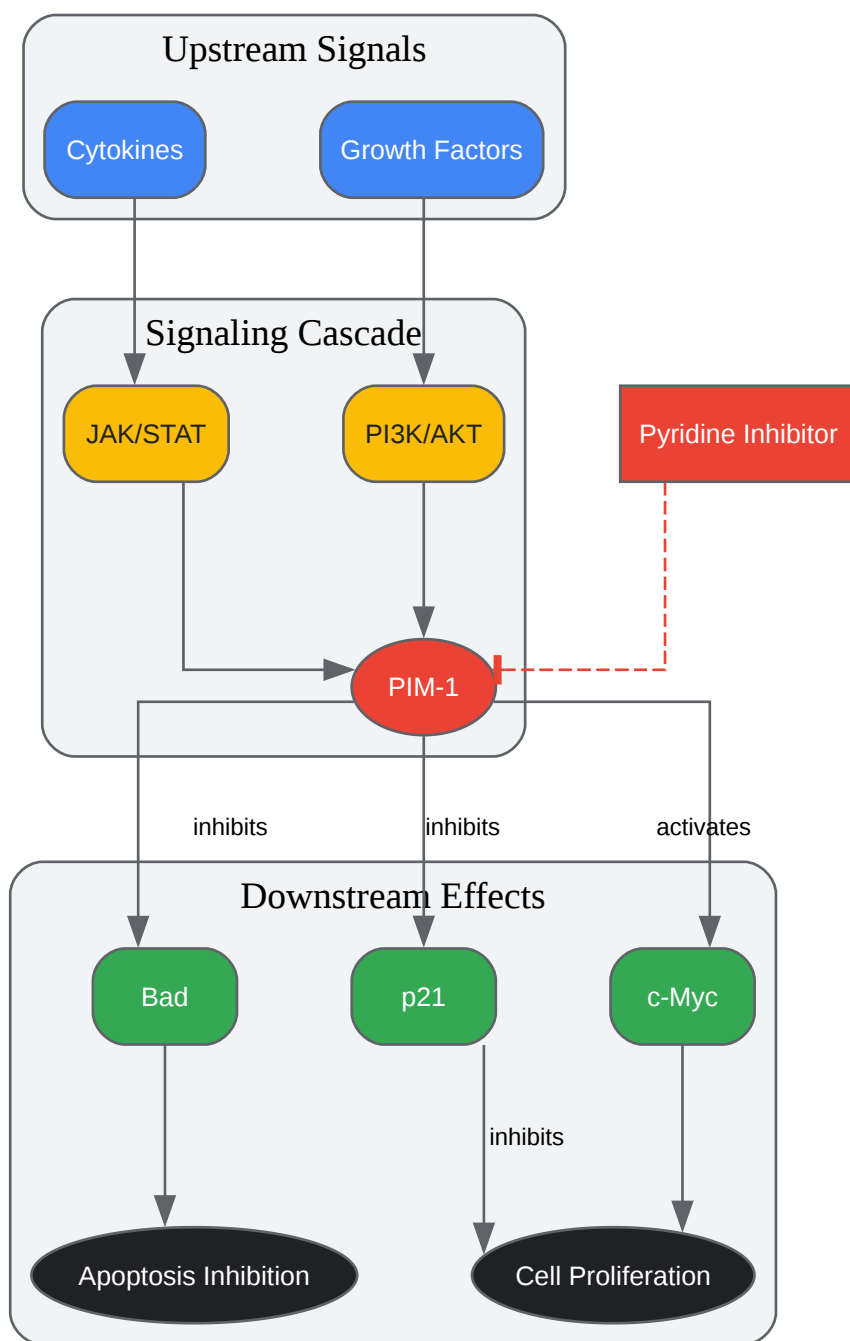 Upstream Signals
Cytokines
Growth Factors
Signaling Cascade
JAK/STAT
PI3K/AKT
Pyridine Inhibitor
PIM-1
inhibits
inhibits
activates
Downstream Effects
Bad
p21
c-Myc
inhibits
Apoptosis Inhibition
Cell Proliferation